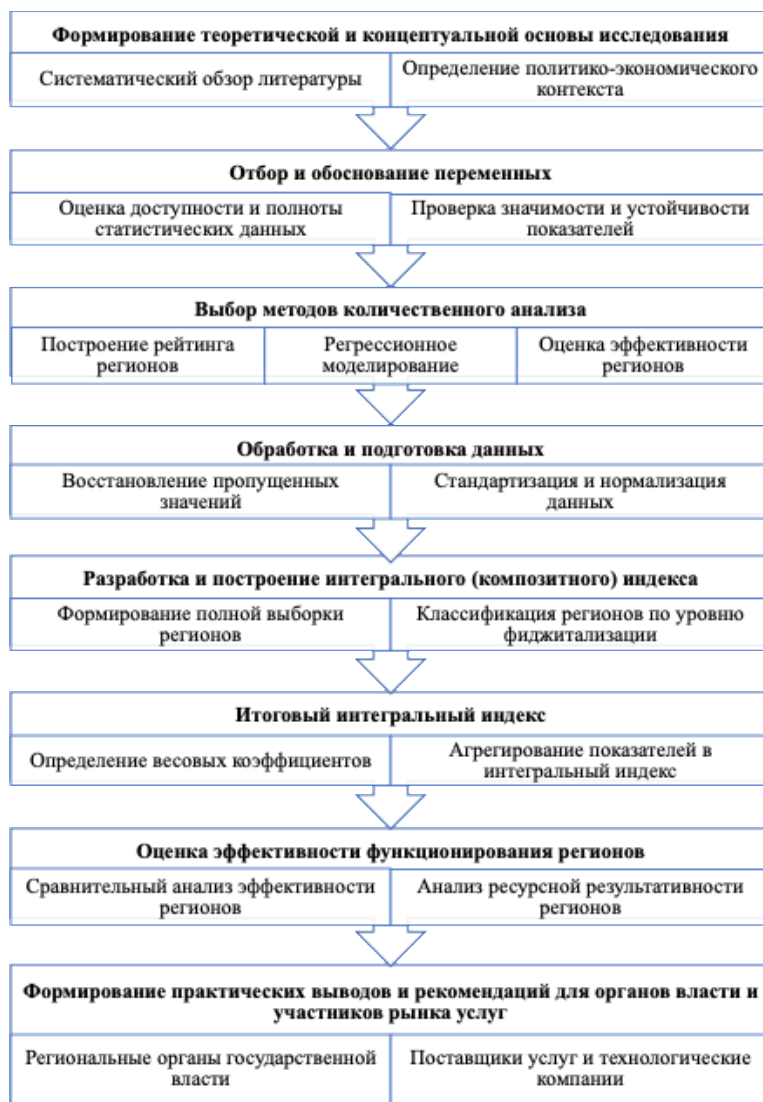 Формирование теоретической и концептуальной основы исследования
Систематический обзор литературы
Определение политико-экономического
контекста
Отбор и обоснование переменных
Оценка доступности и полноты
статистических данных
Проверка значимости и устойчивости
показателей
Выбор методов количественного анализа
Построение рейтинга
регионов
Регрессионное
моделирование
Оценка эффективности
регионов
Обработка и подготовка данных
Восстановление пропущенных
значений
Стандартизация и нормализация
данных
Разработка и построение интегрального (композитного) индекса
Формирование полной выборки
регионов
Классификация регионов по уровню
фиджитализации
Итоговый интегральный индекс
Определение весовых коэффициентов
Агрегирование показателей в
интегральный индекс
Оценка эффективности функционирования регионов
Сравнительный анализ эффективности
регионов
Анализ ресурсной результативности
регионов
Формирование практических выводов и рекомендаций для органов власти и
участников рынка услуг
Региональные органы государственной
власти
Поставщики услуг и технологические
компании